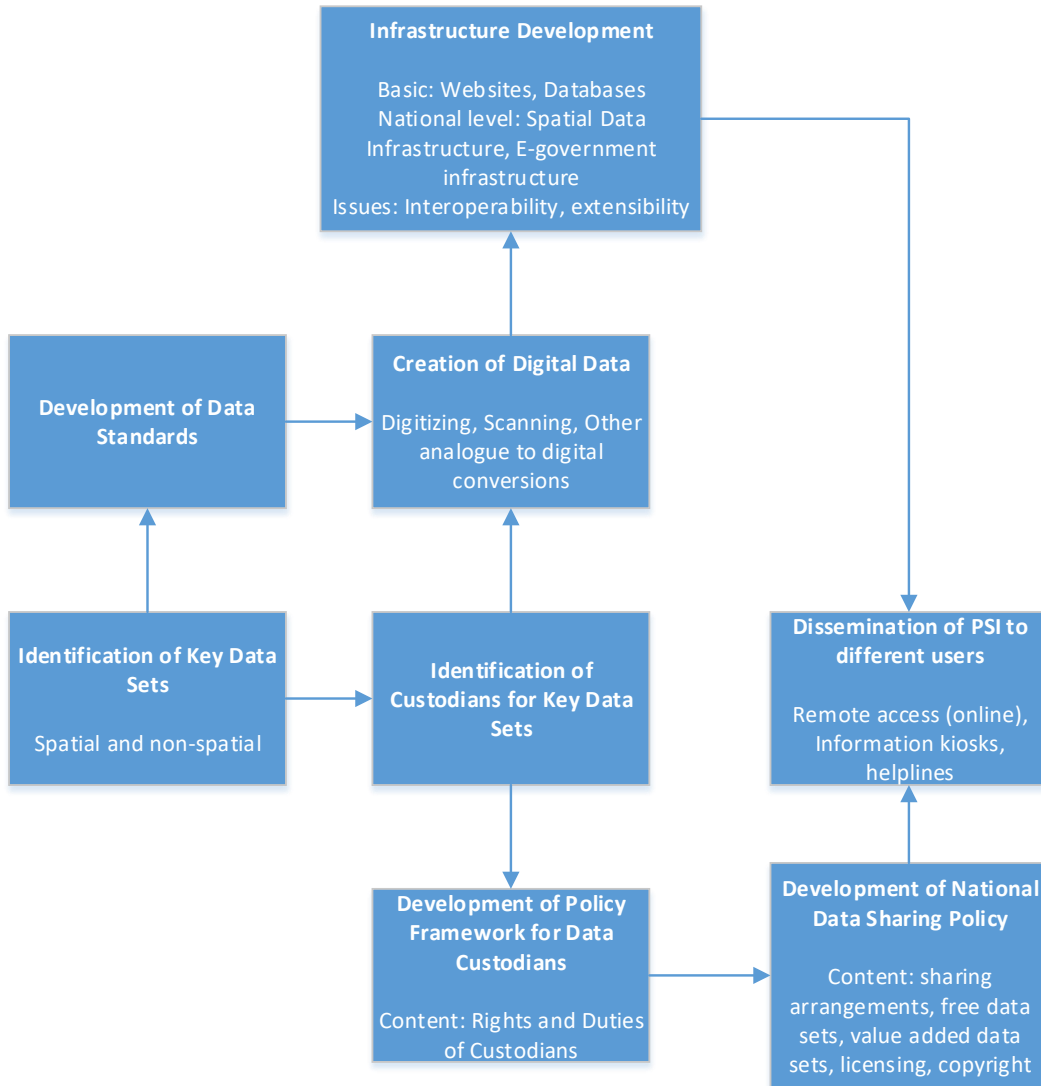 Infrastructure Development
Basic: Websites, Databases
National level: Spatial Data
Infrastructure, E-government
infrastructure
Issues: Interoperability, extensibility
Development of Data
Standards
Creation of Digital Data
Digitizing, Scanning, Other
analogue to digital
conversions
Identification of Key Data
Sets
Spatial and non-spatial
Identification of
Custodians for Key Data
Sets
Dissemination of PSI to
different users
Remote access (online),
Information kiosks,
helplines
Development of Policy
Framework for Data
Custodians
Content: Rights and Duties
of Custodians
Development of National
Data Sharing Policy
Content: sharing
arrangements, free data
sets, value added data
sets, licensing, copyright